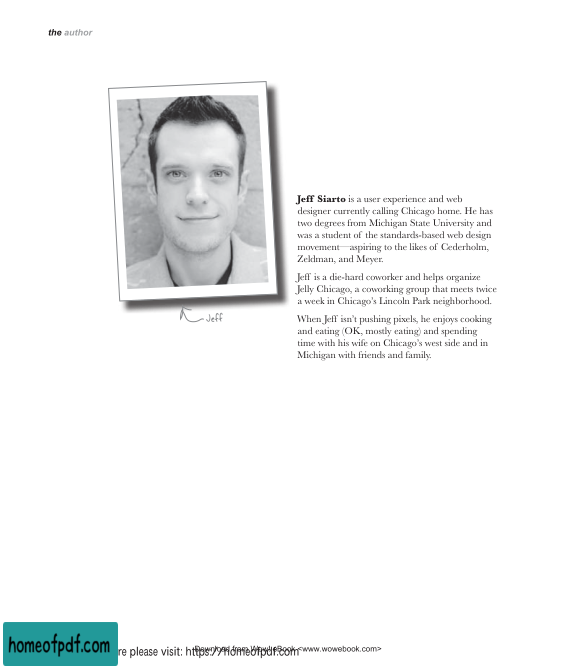 the author
Jeff Siarto is a user experience and web
designer currently calling Chicago home. He has
two degrees from Michigan State University and
was a student of the standards-based web design
movement—aspiring to the likes of Cederholm,
Zeldman, and Meyer.
Jeff is a die-hard coworker and helps organize
Jelly Chicago, a coworking group that meets twice
a week in Chicago's Lincoln Park neighborhood.
When Jeff isn't pushing pixels, he enjoys cooking
and eating (OK, mostly eating) and spending
time with his wife on Chicago's west side and in
Michigan with friends and family.
Jeff
homeofpdf.com
re please visit: https://homeofpdf.com
Download from Wow! eBook <www.wowebook.com>